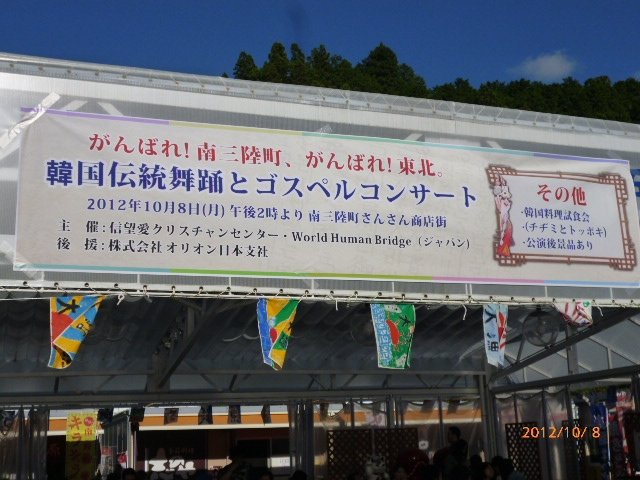 がんばれ! 南三陸町、がんばれ! 東北。
韓国伝統舞踊とゴスペルコンサート
2012年10月8日(月) 午後2時より 南三陸町さんさん商店街
主 催:信望愛クリスチャンセンター・World Human Bridge(ジャパン)
後 援:株式会社オリオン日本支社
その他
·韓国料理試食会
·(チヂミとトッポキ)
·公演後景品あり
2012/10/ 8